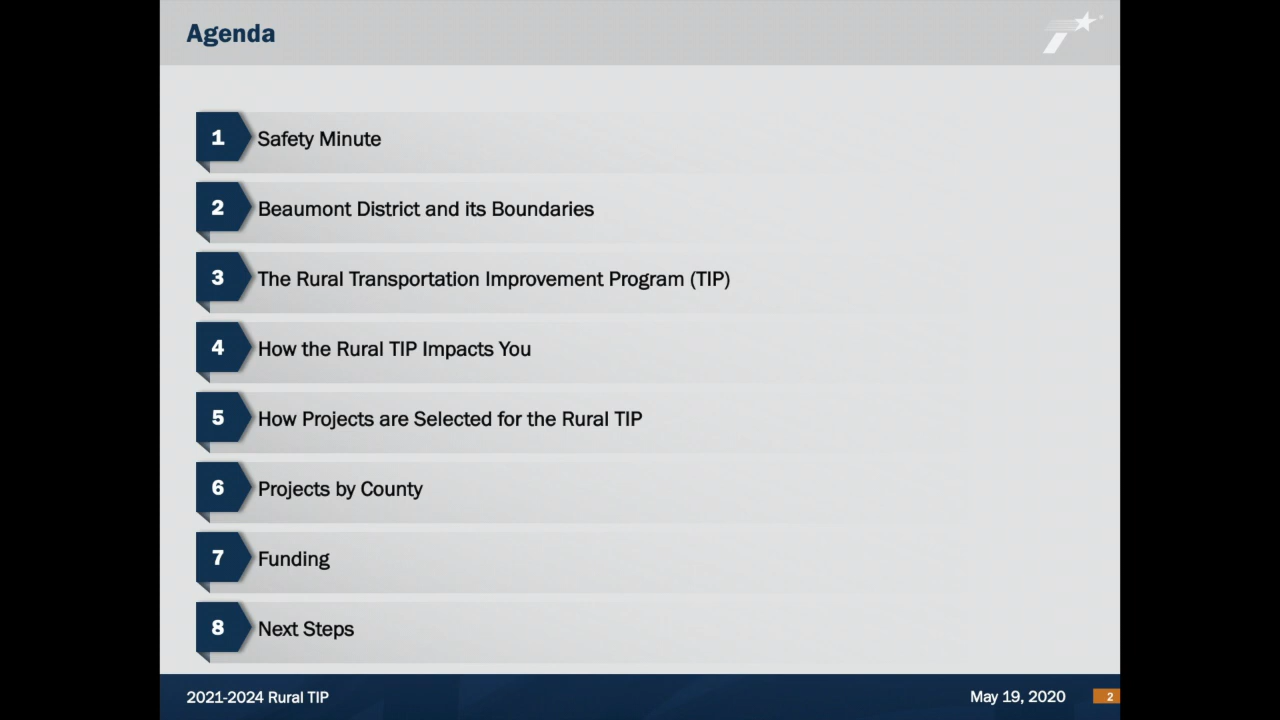 Agenda
1 Safety Minute
2 Beaumont District and its Boundaries
3 The Rural Transportation Improvement Program (TIP)
4 How the Rural TIP Impacts You
5 How Projects are Selected for the Rural TIP
6 Projects by County
7 Funding
8 Next Steps
2021-2024 Rural TIP May 19, 2020 2